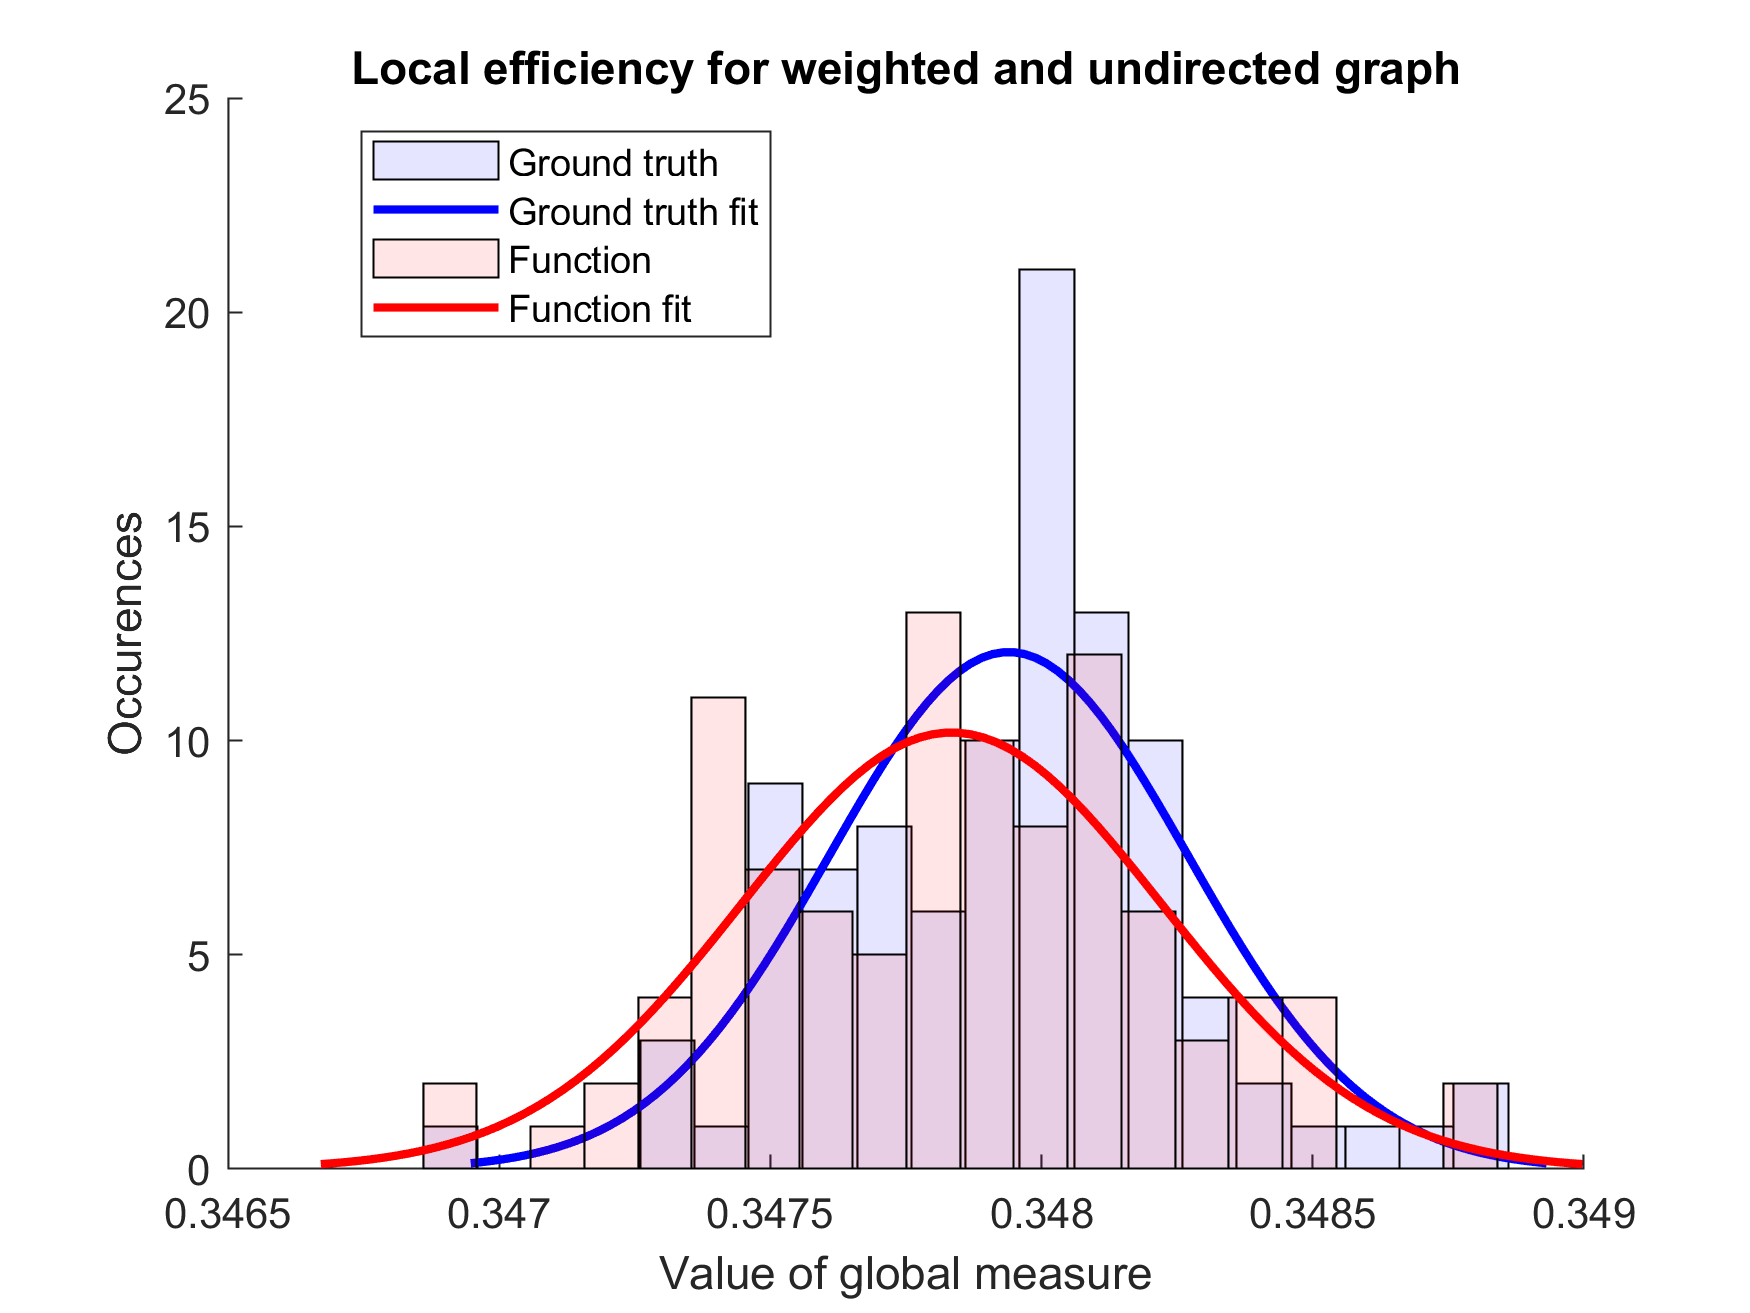 Local efficiency for weighted and undirected graph
25
20
15
10
5
0
Ground truth
Ground truth fit
Function
Function fit
Occurences
0.3465
0.347
0.3475
0.348
0.3485
0.349
Value of global measure